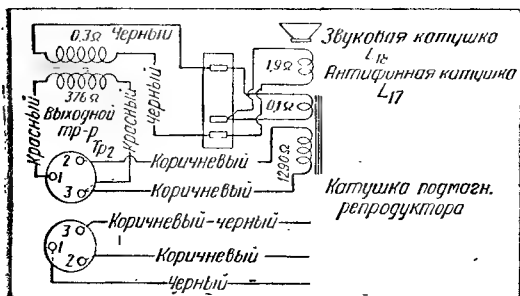 0.3Ω Черный
Звуковая катушка
L18
1,9Ω
Антифонная катушка
L17
Черный
376Ω
0,1Ω
Красный
Выходной
тр-р
Красный
Тр2
2
1
3
Коричневый
Коричневый
1290Ω
Катушка подмагн.
репродуктора
3
1
2
Коричневый-черный
Коричневый
Черный